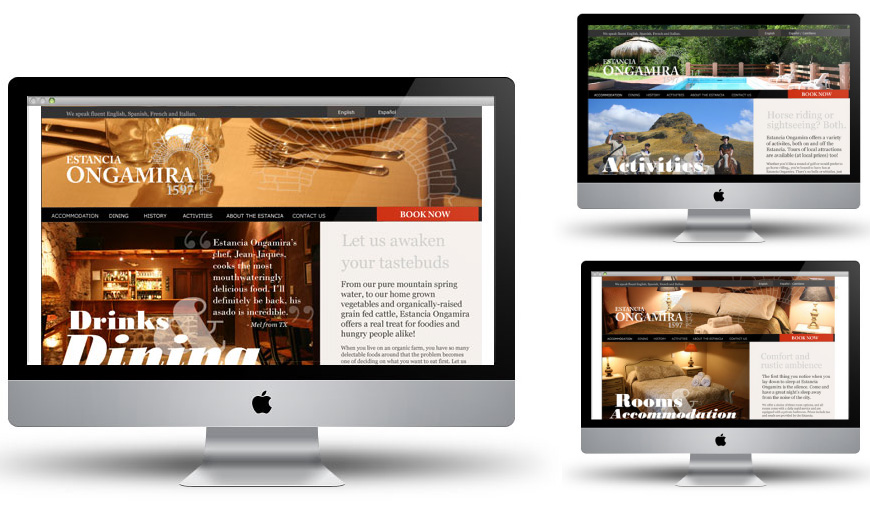 We speak fluent English, Spanish, French and Italian.
English
Español
ESTANCIA
ONGAMIRA
1597
ACCOMMODATION
DINING
HISTORY
ACTIVITIES
ABOUT THE ESTANCIA
CONTACT US
BOOK NOW
“
Estancia Ongamira's
chef, Jean-Jaques,
cooks the most
mouthwateringly
delicious food. I'll
definitely be back, his
asado is incredible.
”
- Mel from TX
Drinks
&
Dining
Let us awaken
your tastebuds
From our pure mountain spring
water, to our home grown
vegetables and organically-raised
grain fed cattle, Estancia Ongamira
offers a real treat for foodies and
hungry people alike!
When you live on an organic farm, you have so many
delectable foods around that the problem becomes
one of deciding on what you want to eat first. Let us
We speak fluent English, Spanish, French and Italian.
English
ESTANCIA
ONGAMIRA
ACCOMMODATION
DINING
HISTORY
ACTIVITIES
ABOUT THE ESTANCIA
CONTACT US
BOOK NOW
Activities
Horse riding or
sightseeing? Both.
Estancia Ongamira offers a variety
of activites, both on and off the
Estancia. Tours of local attractions
are available (at local prices) too!
We speak fluent English, Spanish, French and Italian.
English
ESTANCIA
ONGAMIRA
1597
ACCOMMODATION
DINING
HISTORY
ACTIVITIES
ABOUT THE ESTANCIA
CONTACT US
BOOK NOW
Rooms
&
Accommodation
Comfort and
rustic ambience
The first thing you notice when you
lay down to sleep at Estancia
Ongamira is the silence. Come and
have a great night's sleep away
from the noise of the city.